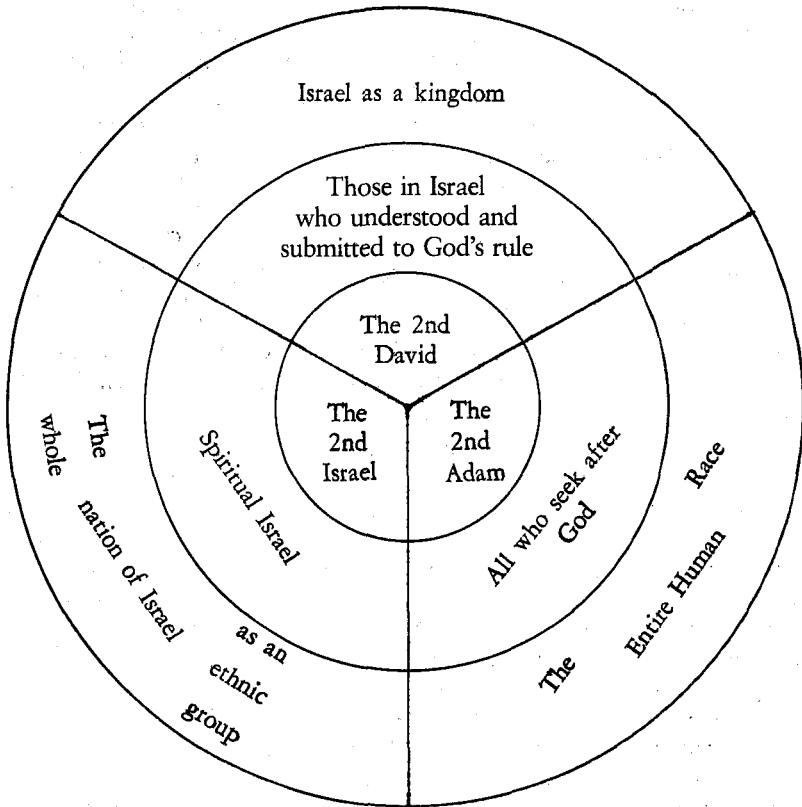 Israel as a kingdom
Those in Israel
who understood and
submitted to God's rule
The 2nd
David
The
2nd
Israel
The
2nd
Adam
Spiritual Israel
All who seek after
God
The
whole
nation of Israel
as an
ethnic
group
The
Entire Human
Race